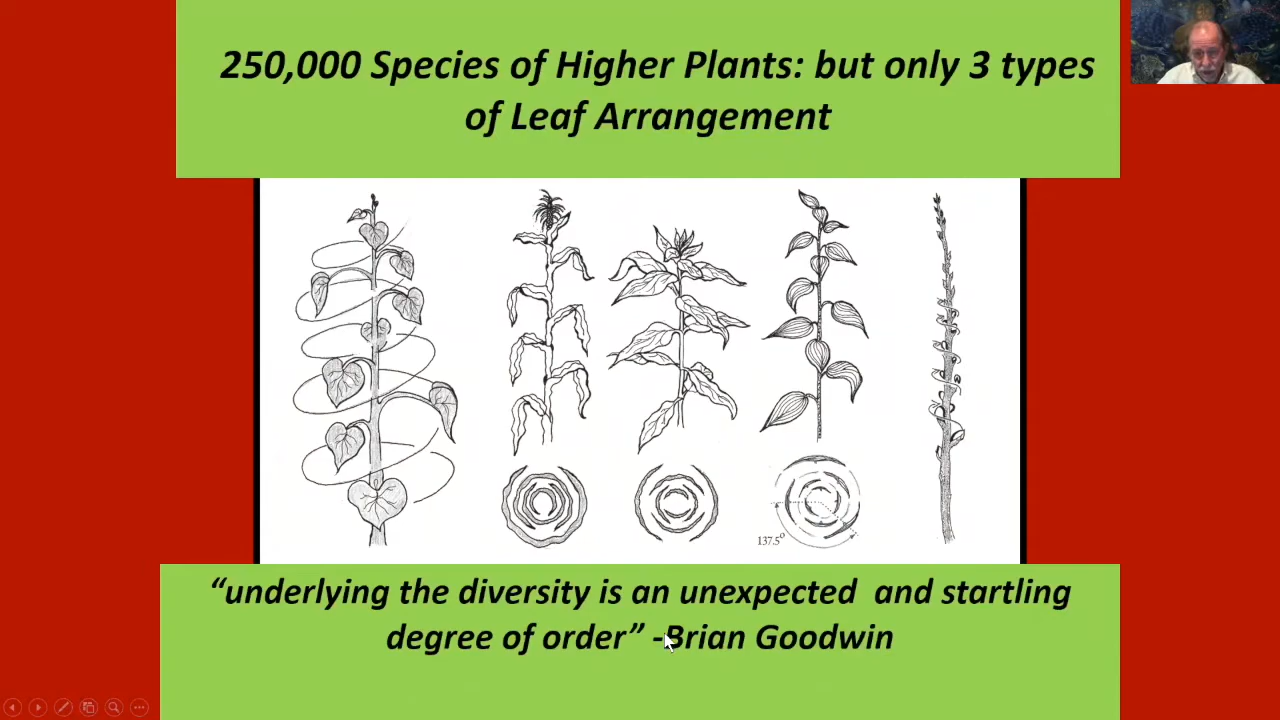 250,000 Species of Higher Plants: but only 3 types
of Leaf Arrangement
137.5⁰
“underlying the diversity is an unexpected and startling
degree of order” -Brian Goodwin